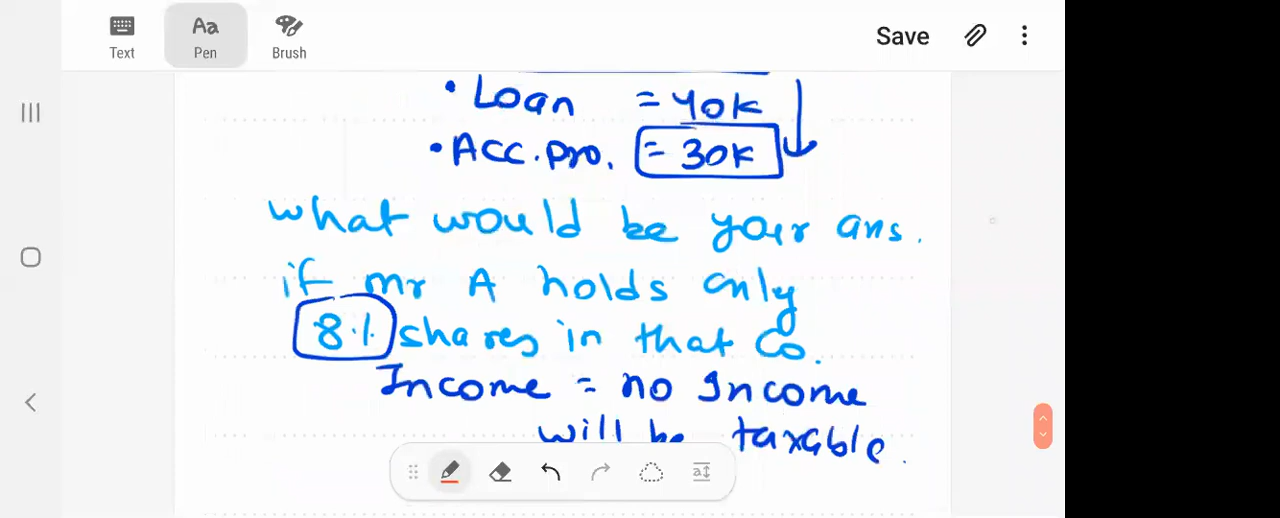 Save
Aa
Text
Pen
Brush
• Loan = 40k
• Acc. pro. = 30k
what would be your ans.
if mr A holds only
8% shares in that Co.
Income = no Income
will be taxable.